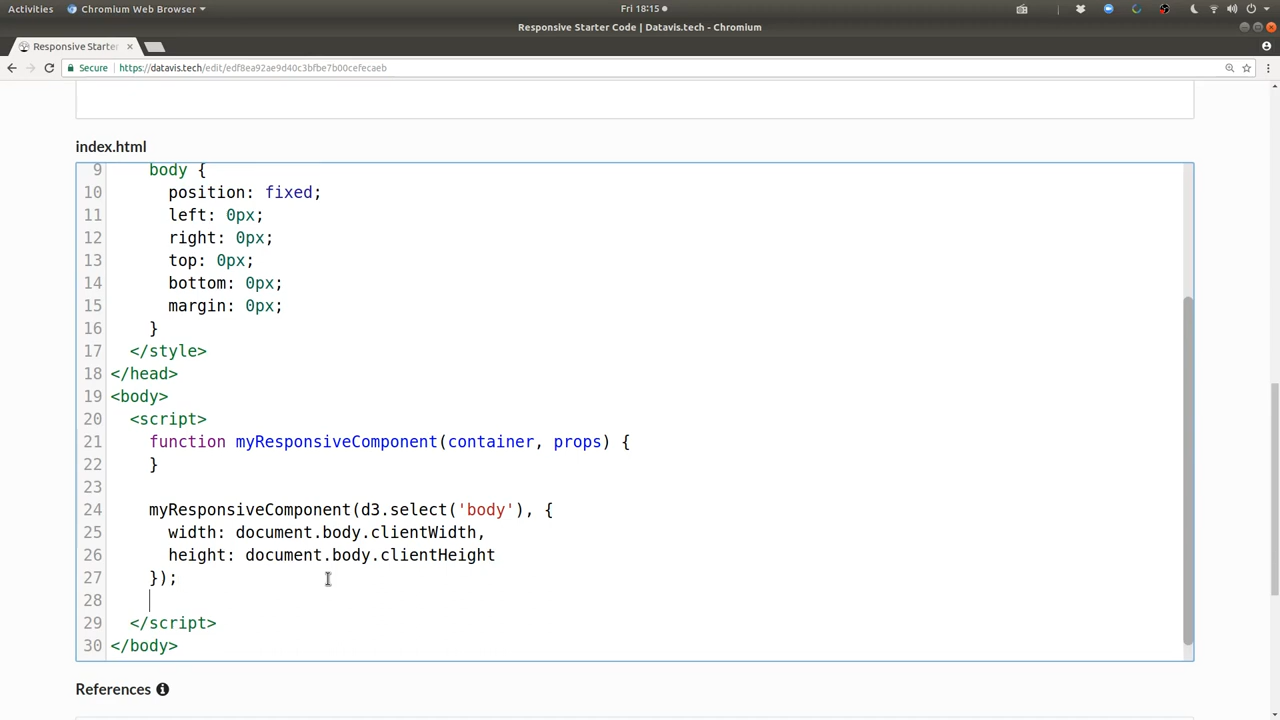 Activities Chromium Web Browser Fri 18:15
Responsive Starter Code | Datavis.tech - Chromium
Responsive Starter
Secure https://datavis.tech/edit/edf8ea92ae9d40c3bfbe7b00cefecaeb
index.html
9 body {
10 position: fixed;
11 left: 0px;
12 right: 0px;
13 top: 0px;
14 bottom: 0px;
15 margin: 0px;
16 }
17 </style>
18 </head>
19 <body>
20 <script>
21 function myResponsiveComponent(container, props) {
22 }
23
24 myResponsiveComponent(d3.select('body'), {
25 width: document.body.clientWidth,
26 height: document.body.clientHeight
27 });
28
29 </script>
30 </body>
References